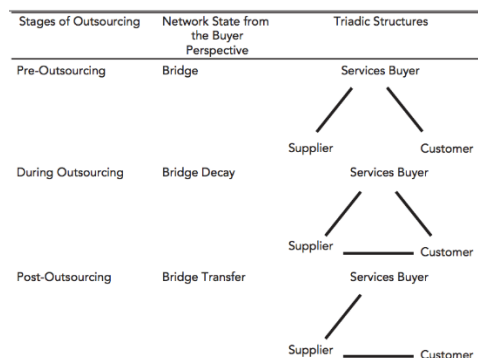 Stages of Outsourcing Network State from Triadic Structures
the Buyer
Perspective
Pre-Outsourcing Bridge Services Buyer
Supplier Customer
During Outsourcing Bridge Decay Services Buyer
Supplier Customer
Post-Outsourcing Bridge Transfer Services Buyer
Supplier Customer